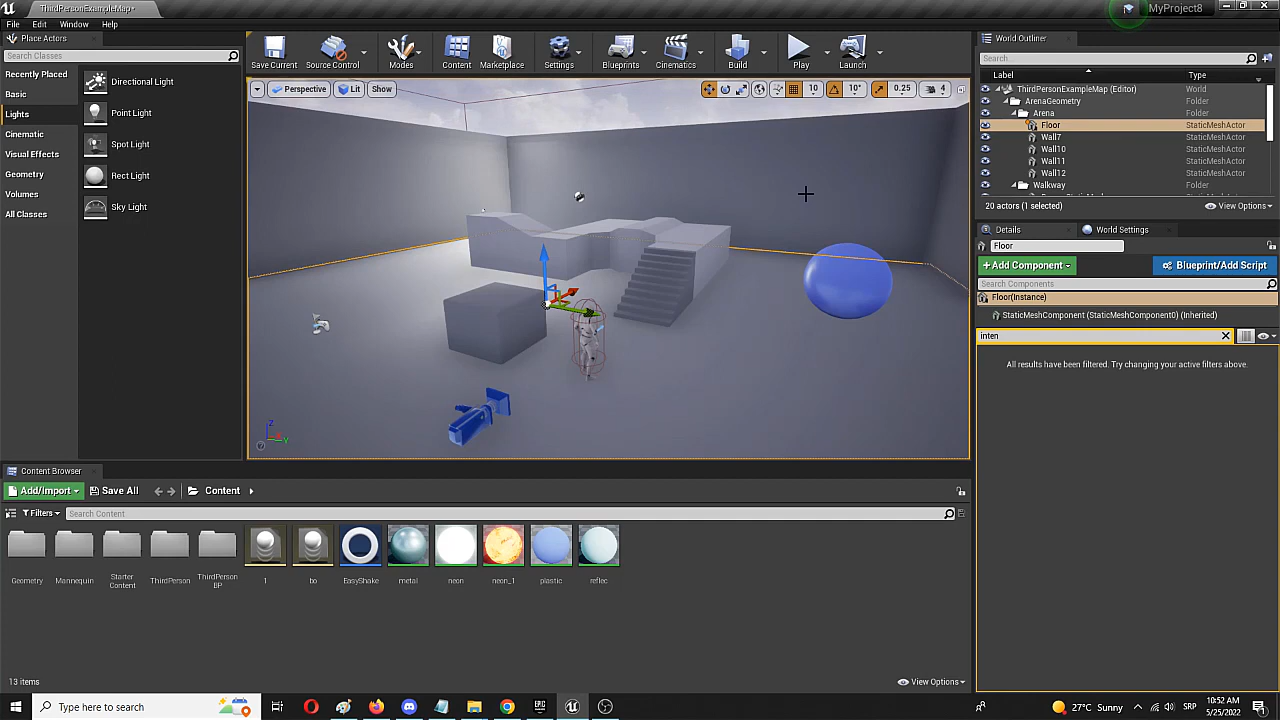 ThirdPersonExampleMap*
MyProject8
File Edit Window Help
Place Actors
Search Classes
Recently Placed
Basic
Lights
Cinematic
Visual Effects
Geometry
Volumes
All Classes
Directional Light
Point Light
Spot Light
Rect Light
Sky Light
Save Current
Source Control
Modes
Content
Marketplace
Settings
Blueprints
Cinematics
Build
Play
Launch
Perspective
Lit
Show
10
10°
0.25
4
Z
Y
World Outliner
Search...
Label
Type
ThirdPersonExampleMap (Editor) World
ArenaGeometry Folder
Arena Folder
Floor StaticMeshActor
Wall7 StaticMeshActor
Wall10 StaticMeshActor
Wall11 StaticMeshActor
Wall12 StaticMeshActor
Walkway Folder
20 actors (1 selected)
View Options
Details
World Settings
Floor
+Add Component
Blueprint/Add Script
Search Components
Floor(Instance)
StaticMeshComponent (StaticMeshComponent0) (Inherited)
inten
All results have been filtered. Try changing your active filters above.
Content Browser
Add/Import
Save All
Content
Filters
Search Content
Geometry
Mannequin
Starter
Content
ThirdPerson
ThirdPerson
BP
1
bo
EasyShake
metal
neon
neon_1
plastic
reflec
13 items
View Options
Type here to search
EPIC
27°C Sunny
SRP
10:52 AM
5/25/2022